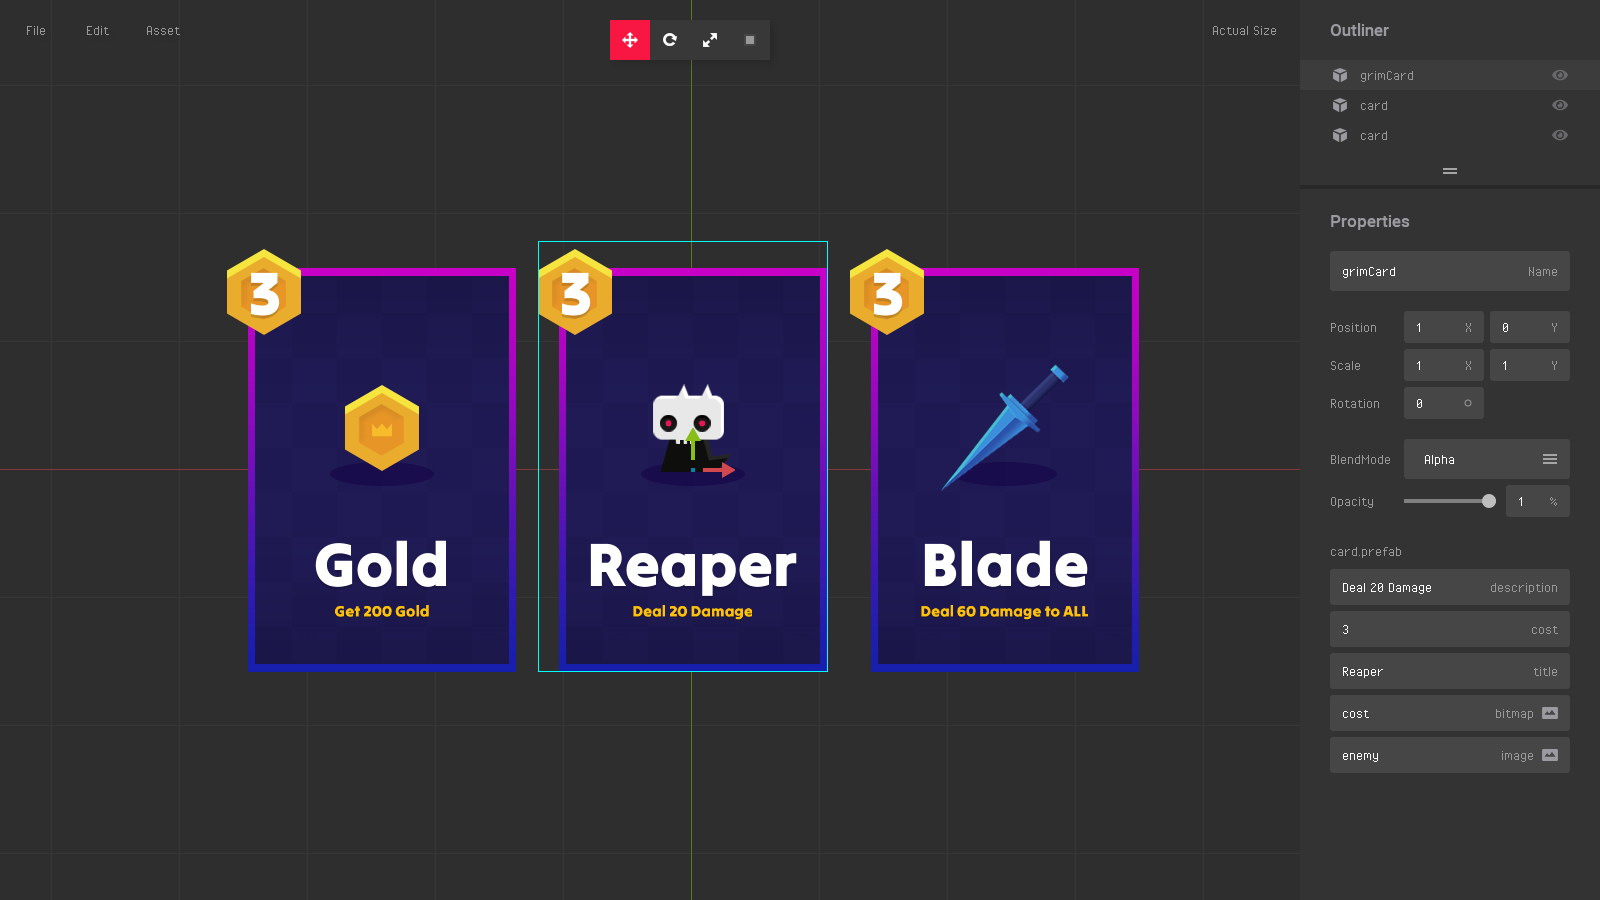 File Edit Asset
Actual Size
3
Gold
Get 200 Gold
3
Reaper
Deal 20 Damage
3
Blade
Deal 60 Damage to ALL
Outliner
grimCard
card
card
Properties
grimCard Name
Position 1 X 0 Y
Scale 1 X 1 Y
Rotation 0
BlendMode Alpha
Opacity 1 %
card.prefab
Deal 20 Damage description
3 cost
Reaper title
cost bitmap
enemy image